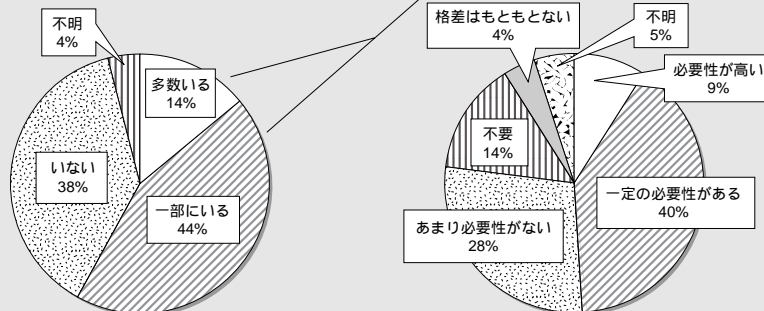 不明
4%
多数いる
14%
いない
38%
一部にいる
44%
格差はもともとない
4%
不明
5%
必要性が高い
9%
不要
14%
一定の必要性がある
40%
あまり必要性がない
28%